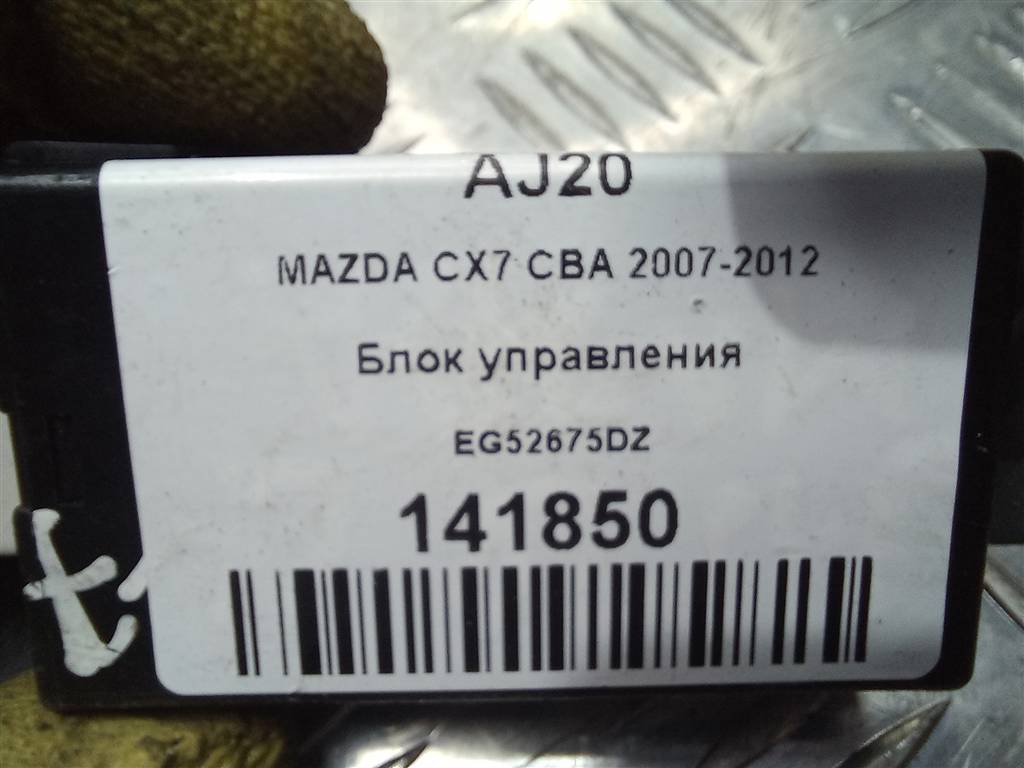 AJ20
MAZDA CX7 CBA 2007-2012
Блок управления
EG52675DZ
141850